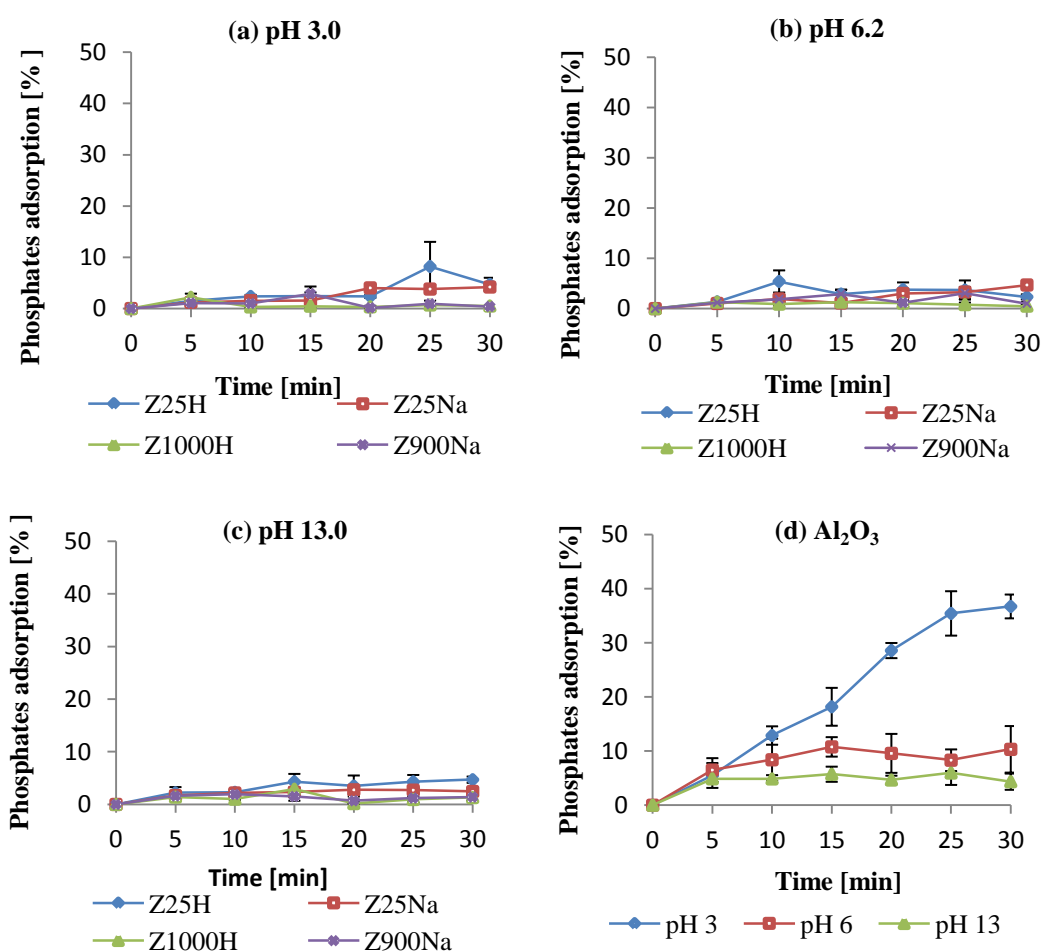 (a) pH 3.0
Phosphates adsorption [% ]
50
40
30
20
10
0
0 5 10 15 20 25 30
Time [min]
Z25H Z25Na
Z1000H Z900Na
(b) pH 6.2
Phosphates adsorption [%]
50
40
30
20
10
0
0 5 10 15 20 25 30
Time [min]
Z25H Z25Na
Z1000H Z900Na
(c) pH 13.0
Phosphates adsorption [% ]
50
40
30
20
10
0
0 5 10 15 20 25 30
Time [min]
Z25H Z25Na
Z1000H Z900Na
(d) Al₂O₃
Phosphates adsorption [%]
50
40
30
20
10
0
0 5 10 15 20 25 30
Time [min]
pH 3 pH 6 pH 13